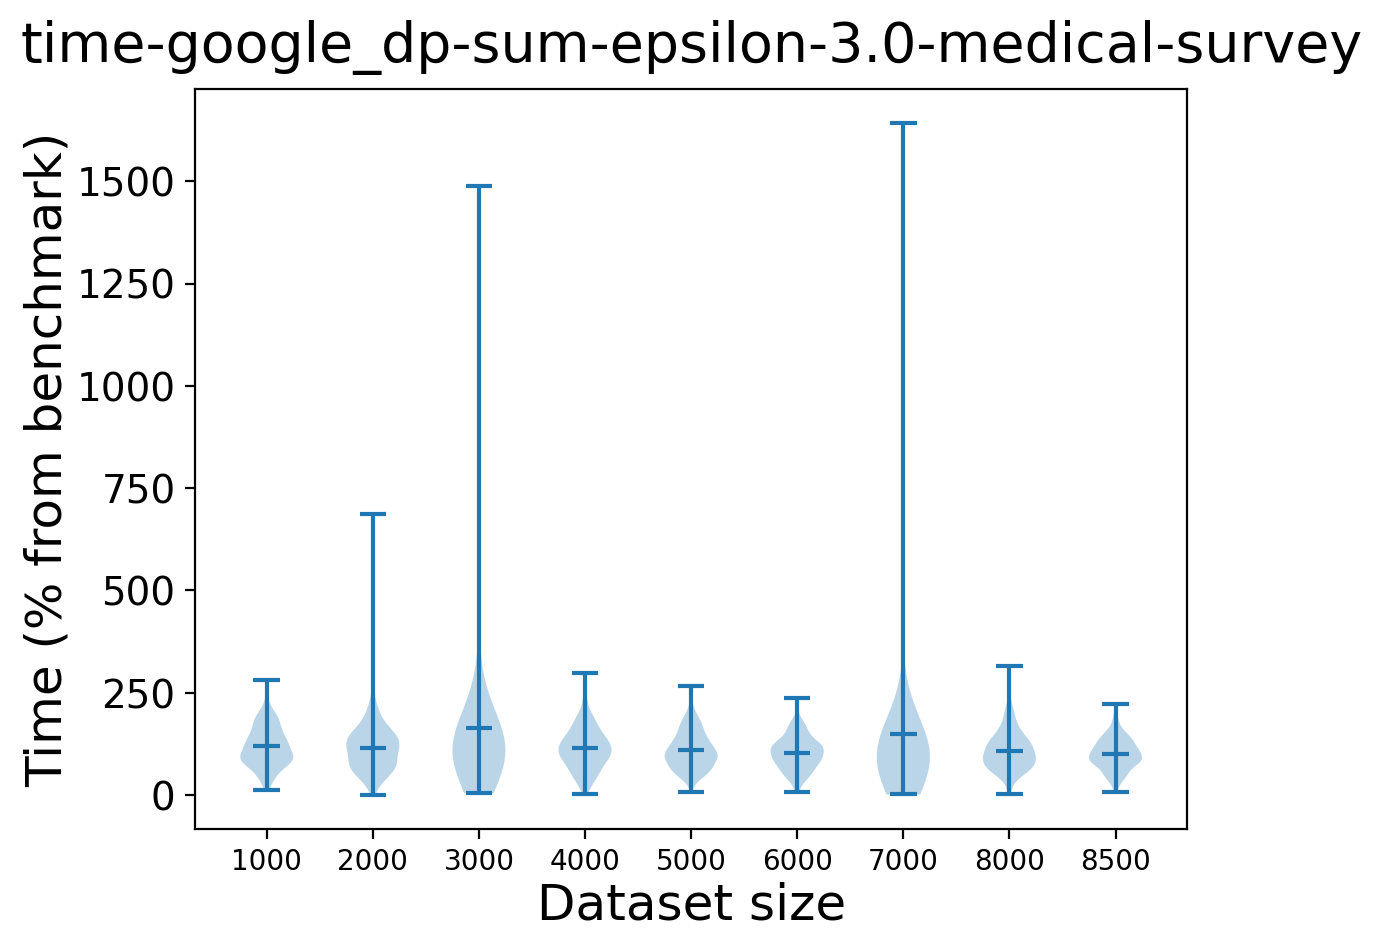 time-google_dp-sum-epsilon-3.0-medical-survey
Time (% from benchmark)
1500
1250
1000
750
500
250
0
1000 2000 3000 4000 5000 6000 7000 8000 8500
Dataset size